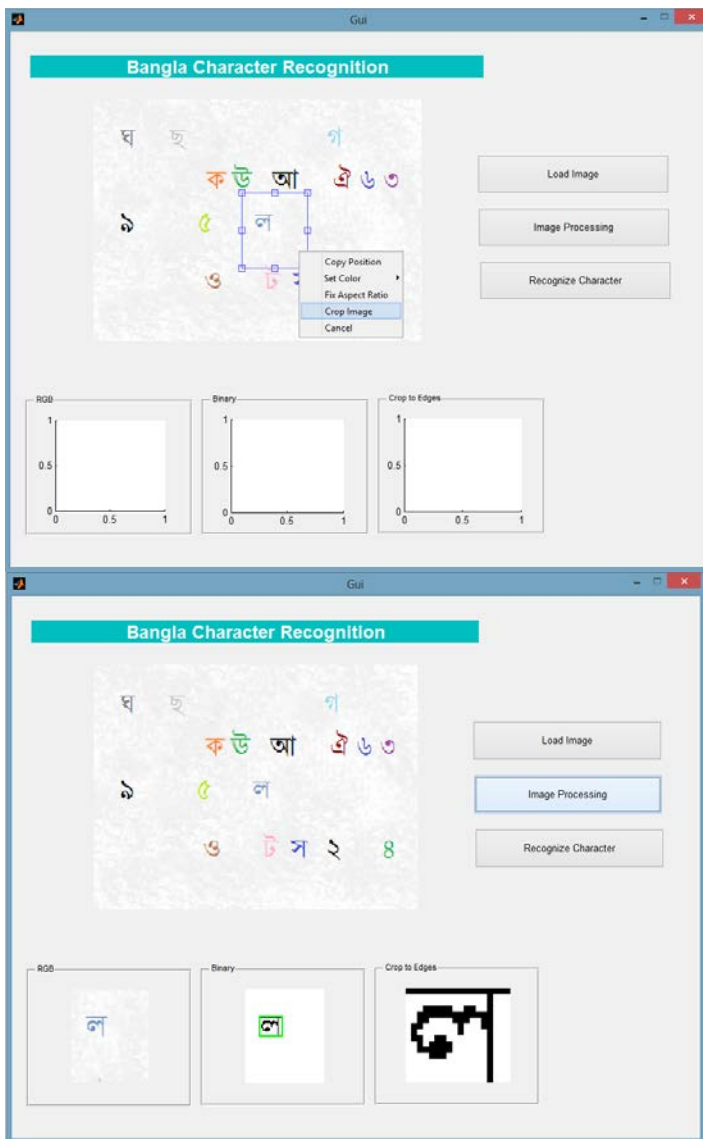 Gui
Bangla Character Recognition
ঘ ছ গ
ক উ আ ঐ ৬ ৩
৯ ৫ ল
ও ট
Load Image
Image Processing
Recognize Character
Copy Position
Set Color
Fix Aspect Ratio
Crop Image
Cancel
RGB
1
0.5
0
0 0.5 1
Binary
1
0.5
0
0 0.5 1
Crop to Edges
1
0.5
0
0 0.5 1
Gui
Bangla Character Recognition
ঘ ছ গ
ক উ আ ঐ ৬ ৩
৯ ৫ ল
ও ট স ২ ৪
Load Image
Image Processing
Recognize Character
RGB
ল
Binary
ল
Crop to Edges
ল